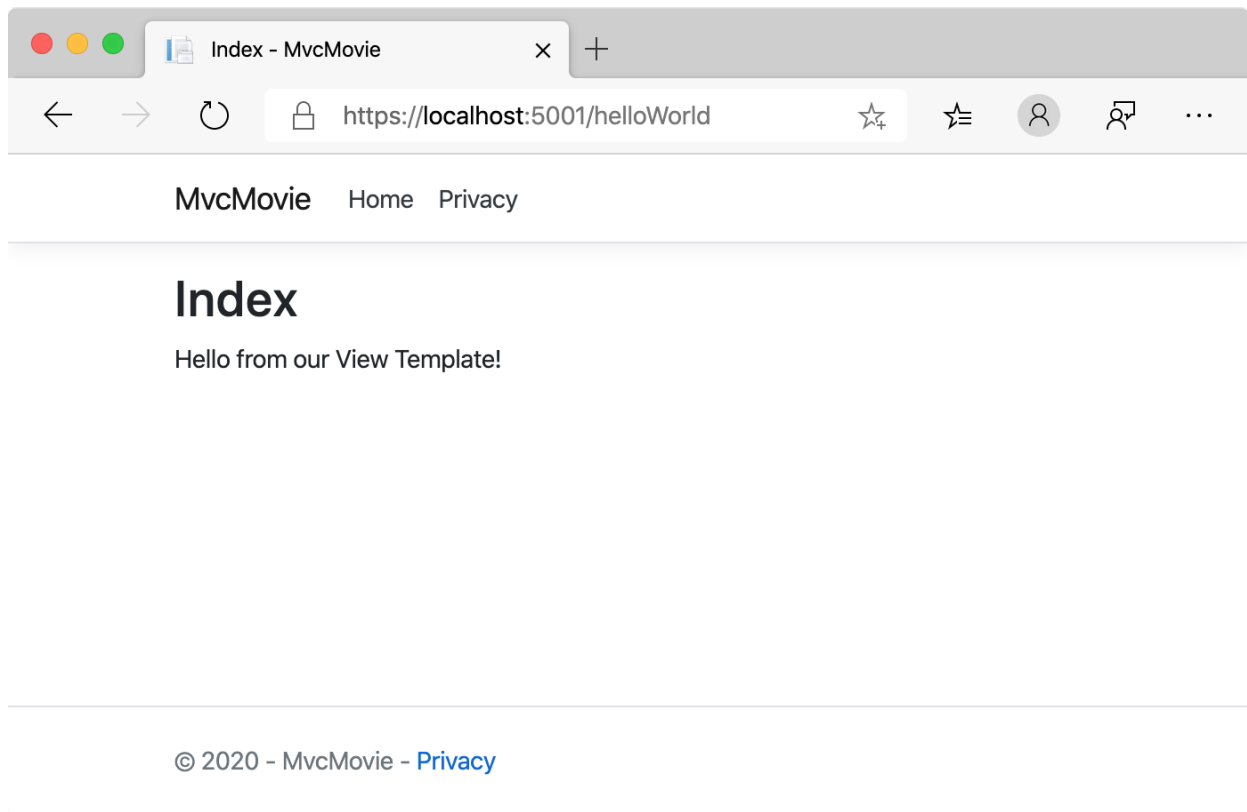 Index - MvcMovie
https://localhost:5001/helloWorld
MvcMovie Home Privacy
Index
Hello from our View Template!
© 2020 - MvcMovie - Privacy